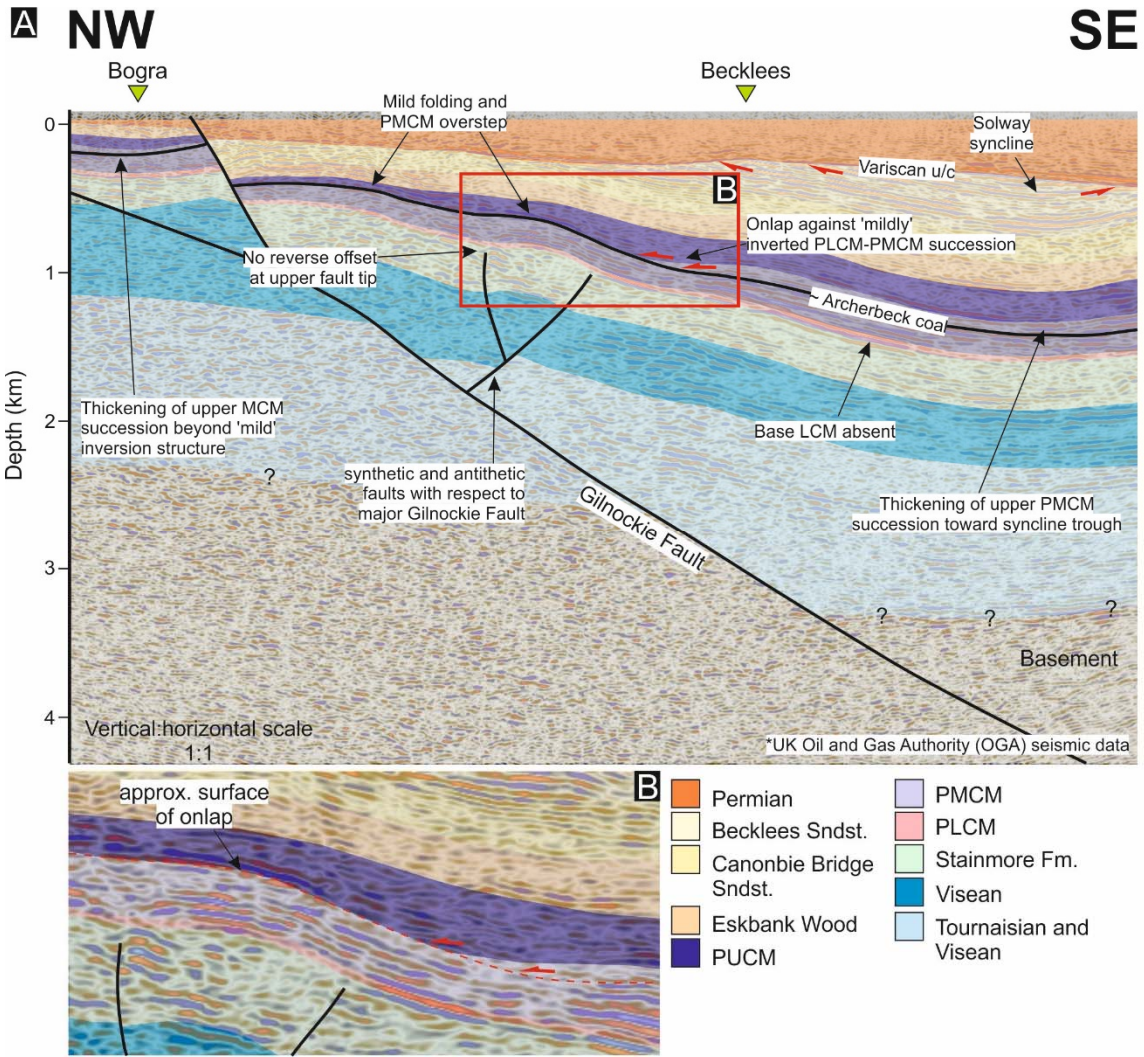 A
NW
SE
Bogra
Becklees
Mild folding and
PMCM overstep
Solway
syncline
0
Variscan u/c
B
Onlap against 'mildly'
inverted PLCM-PMCM succession
No reverse offset
at upper fault tip
1
~ Archerbeck coal
Thickening of upper MCM
succession beyond 'mild'
inversion structure
Base LCM absent
2
Depth (km)
?
synthetic and antithetic
faults with respect to
major Gilnockie Fault
Gilnockie Fault
Thickening of upper PMCM
succession toward syncline trough
3
? ? ?
Basement
4
Vertical:horizontal scale
1:1
*UK Oil and Gas Authority (OGA) seismic data
B
approx. surface
of onlap
Permian
Becklees Sndst.
Canonbie Bridge
Sndst.
Eskbank Wood
PUCM
PMCM
PLCM
Stainmore Fm.
Visean
Tournaisian and
Visean